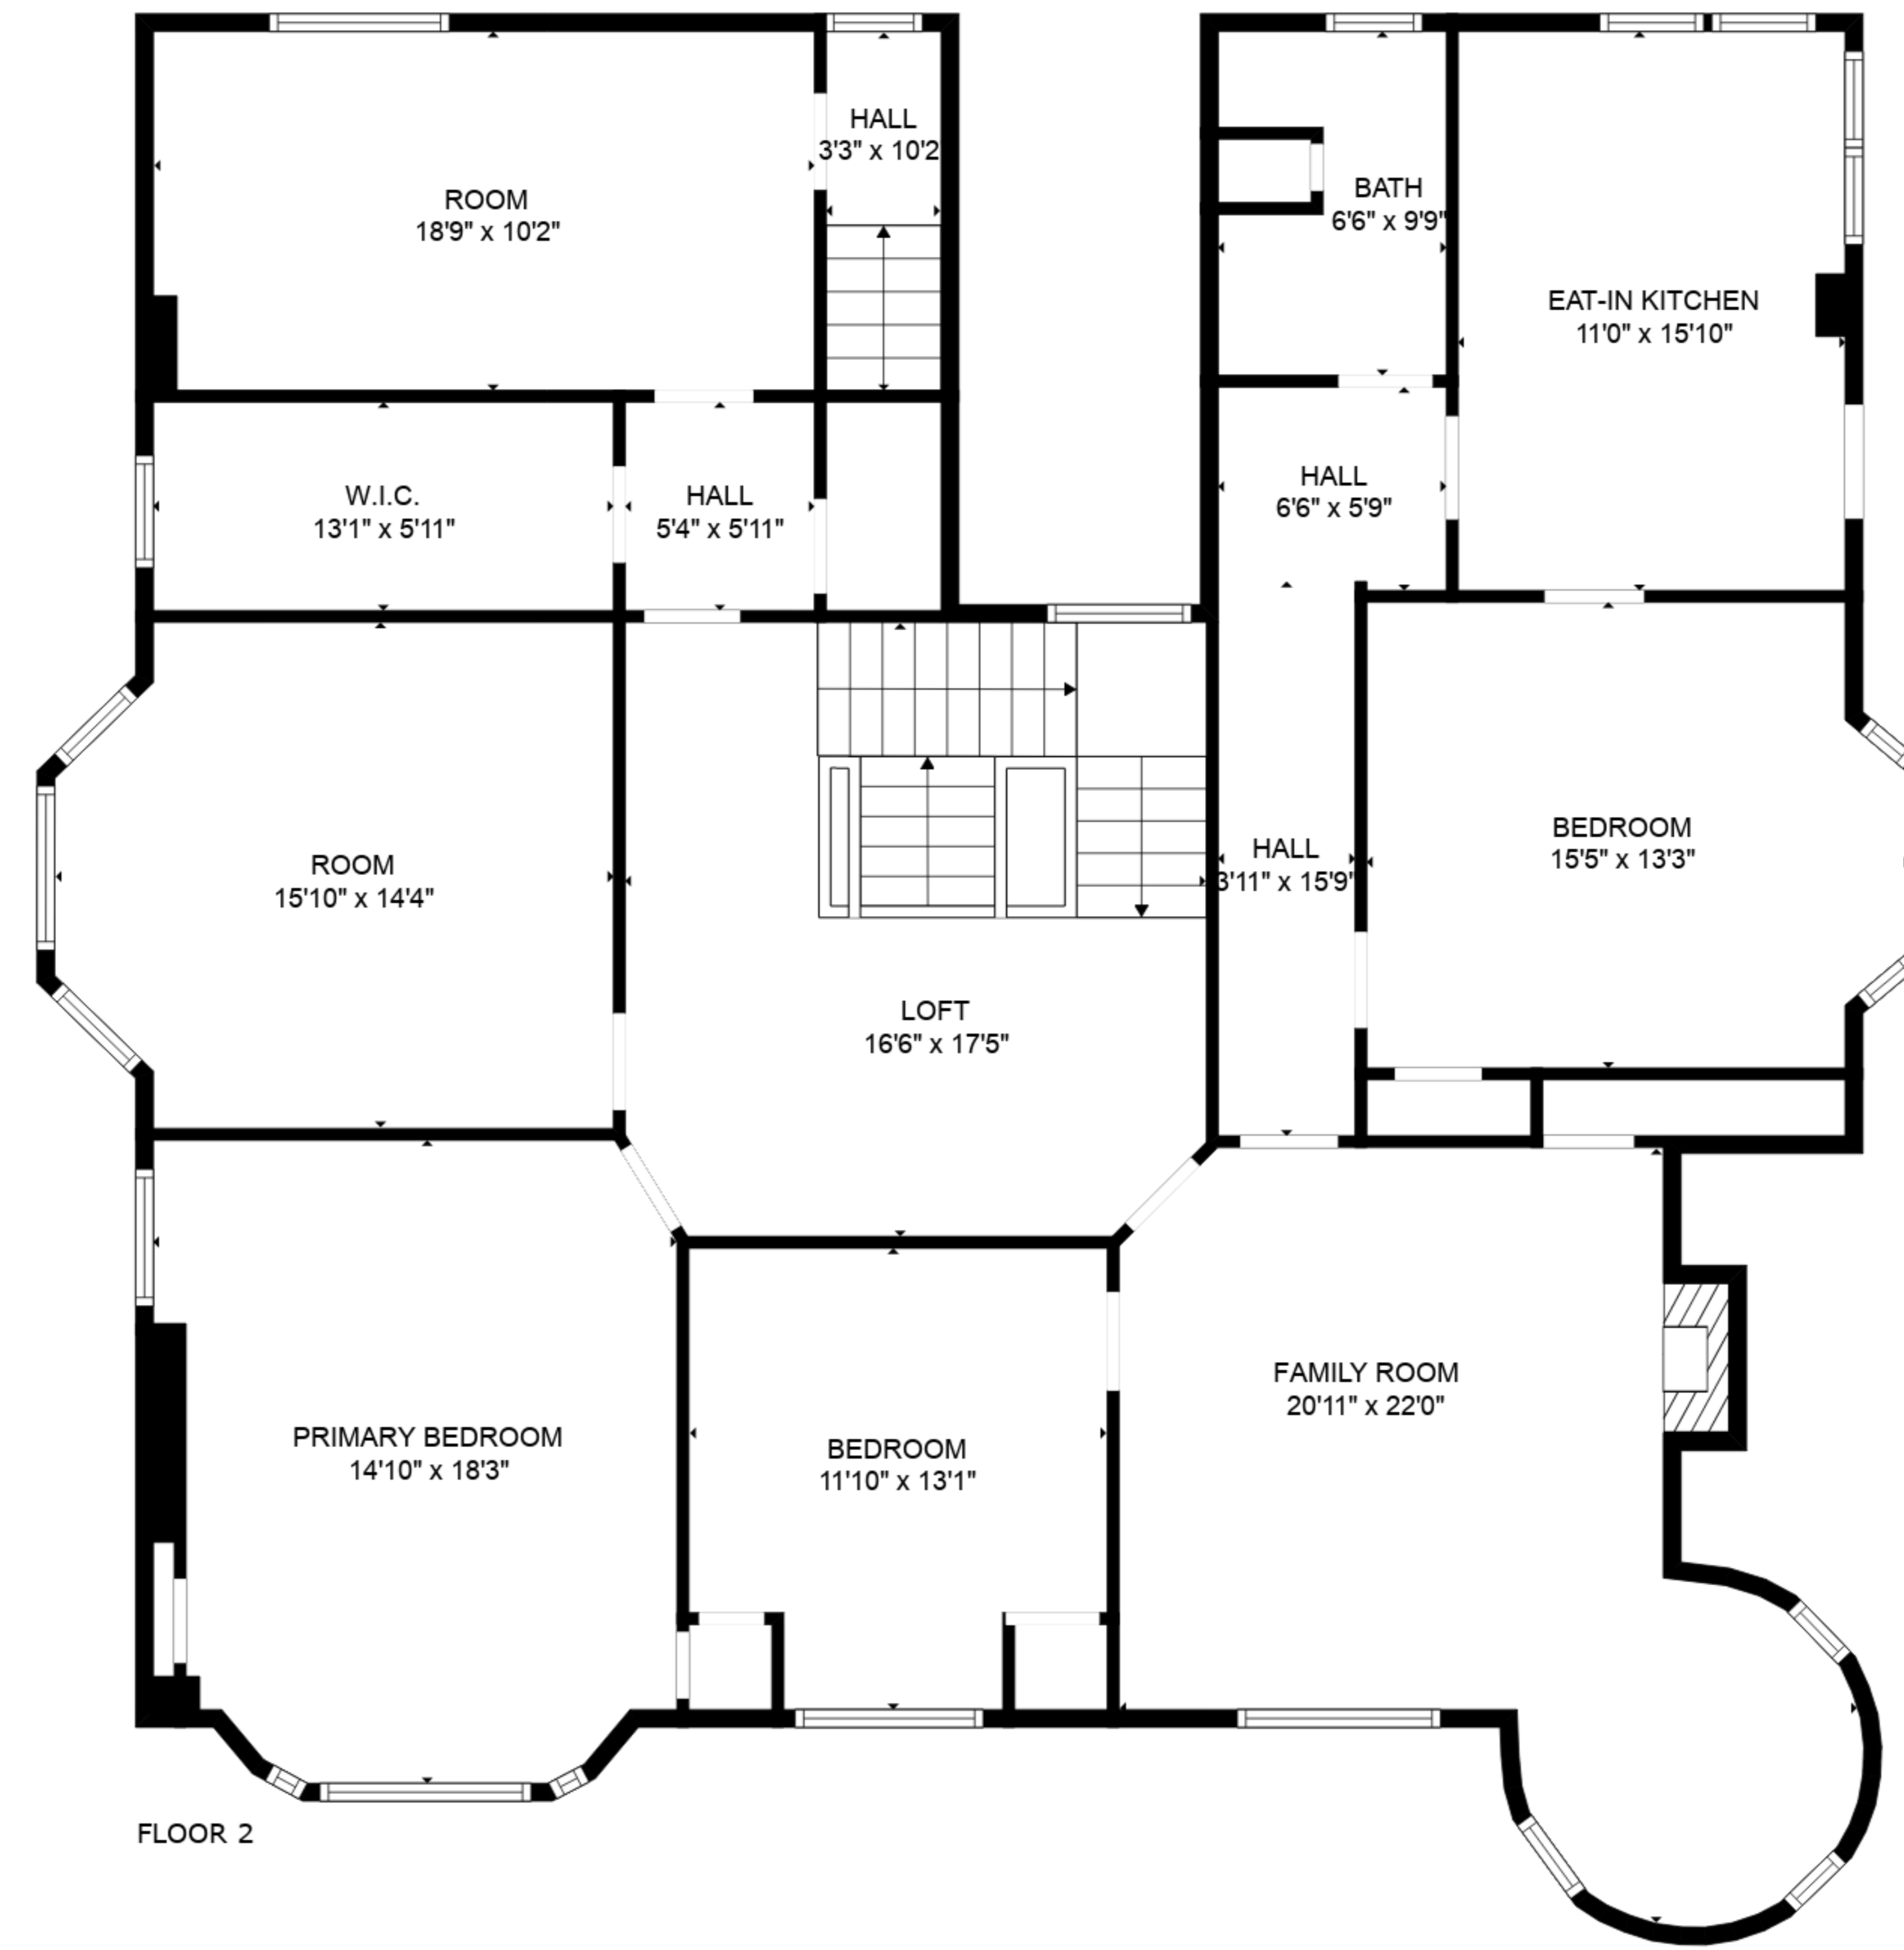 HALL
3'3" x 10'2
ROOM
18'9" x 10'2"
BATH
6'6" x 9'9"
EAT-IN KITCHEN
11'0" x 15'10"
W.I.C.
13'1" x 5'11"
HALL
5'4" x 5'11"
HALL
6'6" x 5'9"
ROOM
15'10" x 14'4"
HALL
3'11" x 15'9"
BEDROOM
15'5" x 13'3"
LOFT
16'6" x 17'5"
PRIMARY BEDROOM
14'10" x 18'3"
BEDROOM
11'10" x 13'1"
FAMILY ROOM
20'11" x 22'0"
FLOOR 2